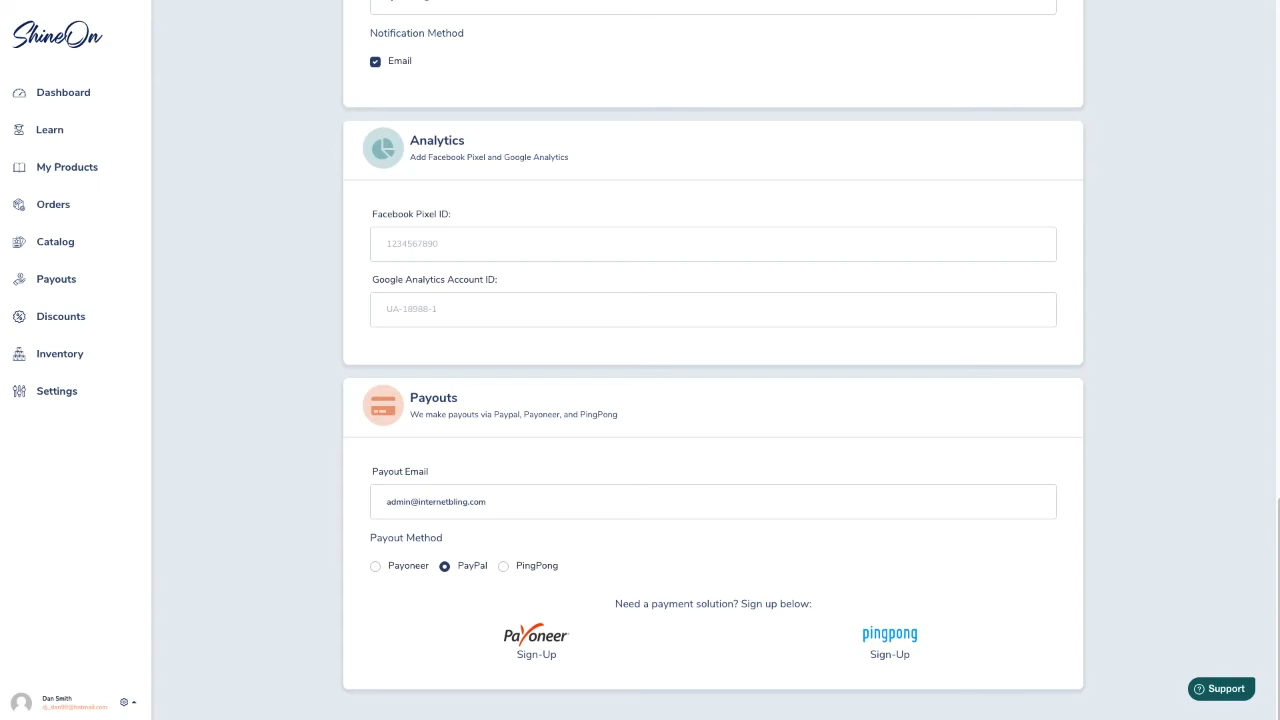 ShineOn
Dashboard
Learn
My Products
Orders
Catalog
Payouts
Discounts
Inventory
Settings
Dan Smith
Notification Method
Email
Analytics
Add Facebook Pixel and Google Analytics
Facebook Pixel ID:
1234567890
Google Analytics Account ID:
UA-18988-1
Payouts
We make payouts via Paypal, Payoneer, and PingPong
Payout Email
admin@internetbling.com
Payout Method
Payoneer PayPal PingPong
Need a payment solution? Sign up below:
Payoneer pingpong
Sign-Up Sign-Up
Support